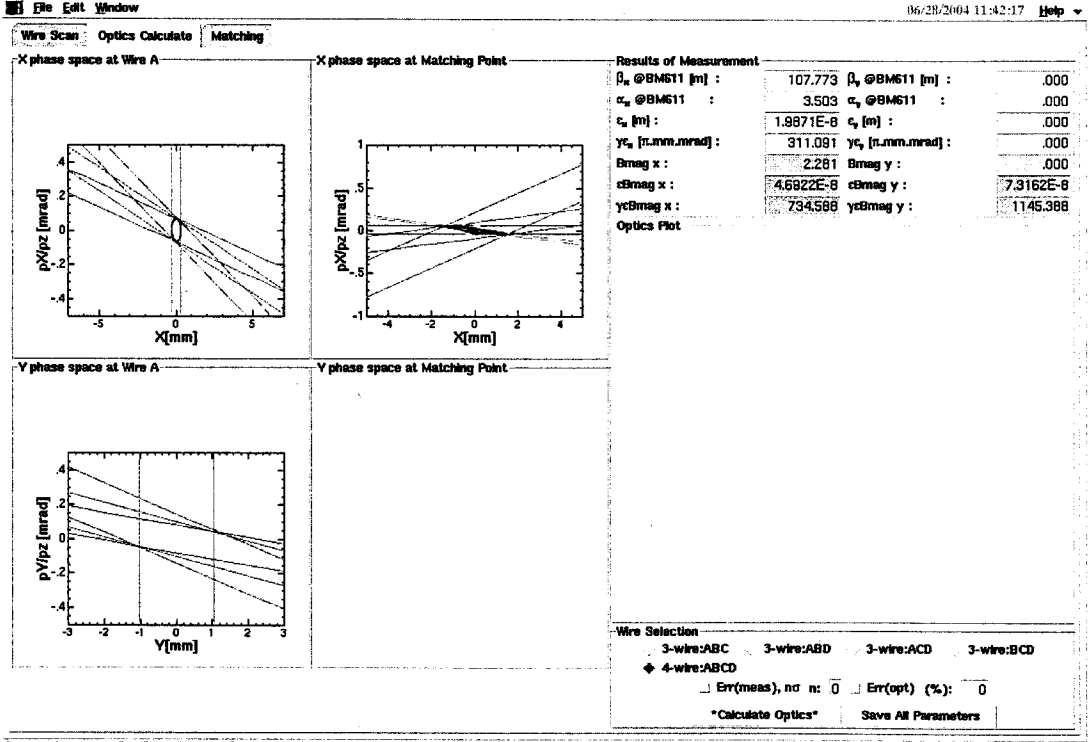 File Edit Window 06/28/2004 11:42:17 Help
Wire Scan Optics Calculate Matching
X phase space at Wire A
.4
.2
0
-.2
-.4
pX/pz [mrad]
-5 0 5
X[mm]
X phase space at Matching Point
1
.5
0
-.5
-1
pX/pz [mrad]
-4 -2 0 2 4
X[mm]
Y phase space at Wire A
.4
.2
0
-.2
-.4
pY/pz [mrad]
-3 -2 -1 0 1 2 3
Y[mm]
Y phase space at Matching Point
Results of Measurement
βx @BM611 [m] : 107.773 βy @BM611 [m] : .000
αx @BM611 : 3.503 αy @BM611 : .000
εx [m] : 1.9871E-8 εy [m] : .000
γεx [π.mm.mrad] : 311.091 γεy [π.mm.mrad] : .000
Bmag x : 2.281 Bmag y : .000
εBmag x : 4.6922E-8 εBmag y : 7.3162E-8
γεBmag x : 734.588 γεBmag y : 1145.388
Optics Plot
Wire Selection
3-wire:ABC 3-wire:ABD 3-wire:ACD 3-wire:BCD
4-wire:ABCD
Err(meas), nσ n: 0 Err(opt) (%): 0
*Calculate Optics* Save All Parameters